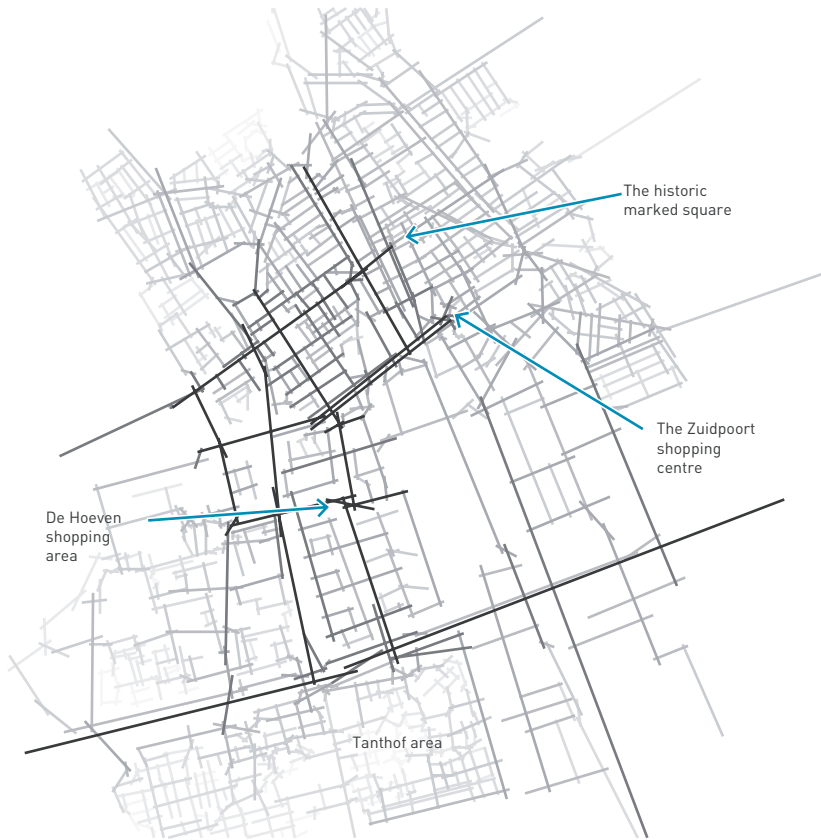 The historic
marked square
The Zuidpoort
shopping
centre
De Hoeven
shopping
area
Tanthof area